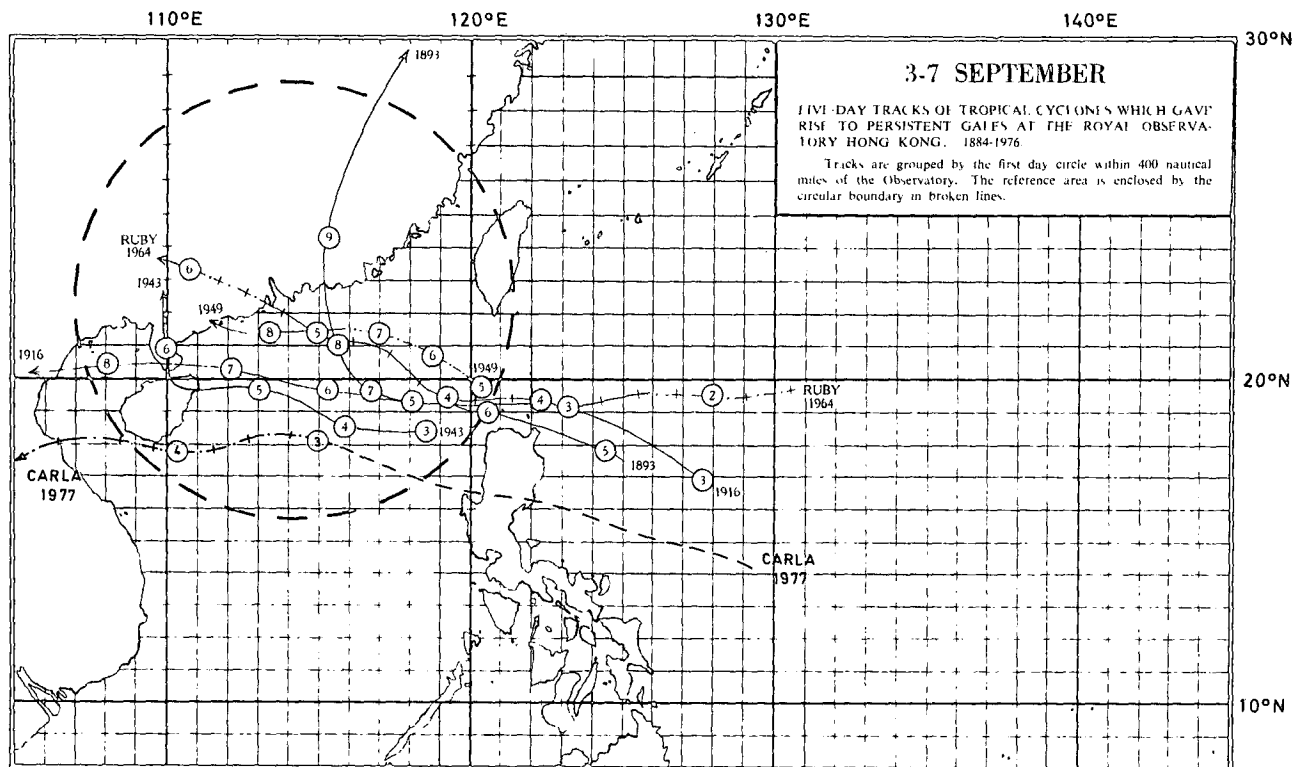 110°E 120°E 130°E 140°E
30°N
20°N
10°N
3-7 SEPTEMBER
FIVE-DAY TRACKS OF TROPICAL CYCLONES WHICH GAVE
RISE TO PERSISTENT GALES AT THE ROYAL OBSERVA-
TORY HONG KONG. 1884-1976
Tracks are grouped by the first day circle within 400 nautical
miles of the Observatory. The reference area is enclosed by the
circular boundary in broken lines.
1893
9
RUBY
1964
6
1943
1949
8
5
7
8
6
6
1916
8
7
1949
5
5
6
7
5
4
4
3
2
RUBY
1964
6
4
3
1943
5
1893
3
1916
4
3
CARLA
1977
CARLA
1977